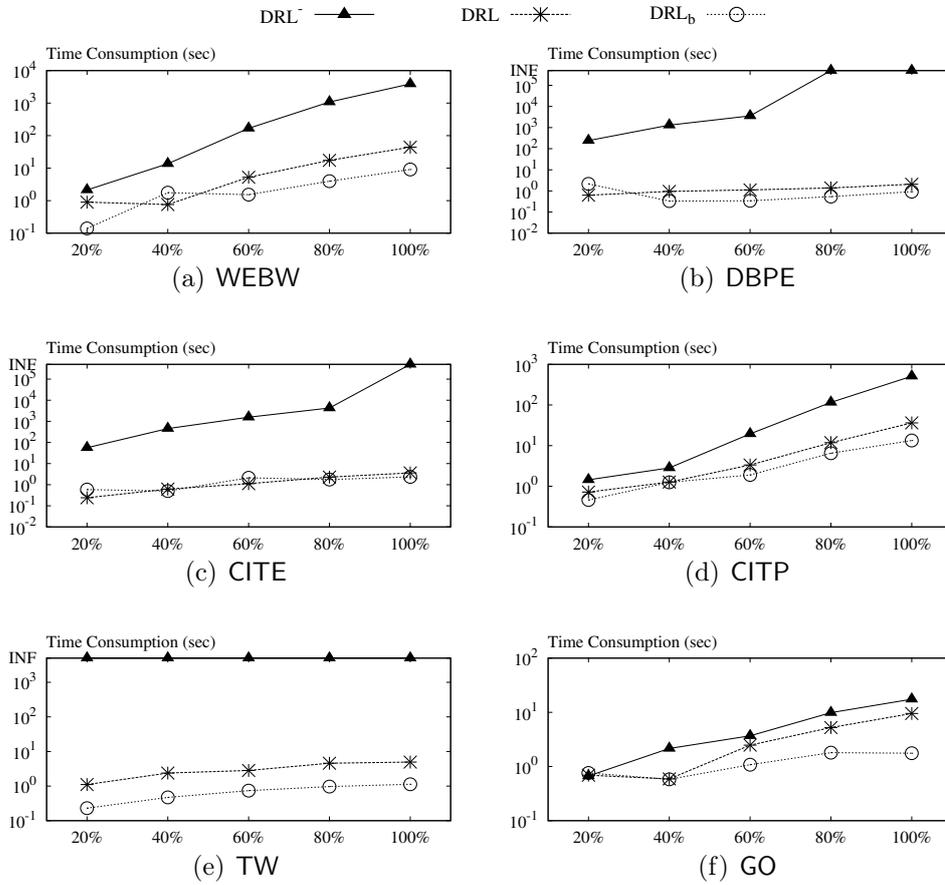 DRL⁻ DRL DRL_b
Time Consumption (sec)
10⁴
10³
10²
10¹
10⁰
10⁻¹
20% 40% 60% 80% 100%
(a) WEBW
Time Consumption (sec)
INF
10⁵
10⁴
10³
10²
10¹
10⁰
10⁻¹
10⁻²
20% 40% 60% 80% 100%
(b) DBPE
Time Consumption (sec)
INF
10⁵
10⁴
10³
10²
10¹
10⁰
10⁻¹
10⁻²
20% 40% 60% 80% 100%
(c) CITE
Time Consumption (sec)
10³
10²
10¹
10⁰
10⁻¹
20% 40% 60% 80% 100%
(d) CITP
Time Consumption (sec)
INF
10³
10²
10¹
10⁰
10⁻¹
20% 40% 60% 80% 100%
(e) TW
Time Consumption (sec)
10²
10¹
10⁰
10⁻¹
20% 40% 60% 80% 100%
(f) GO